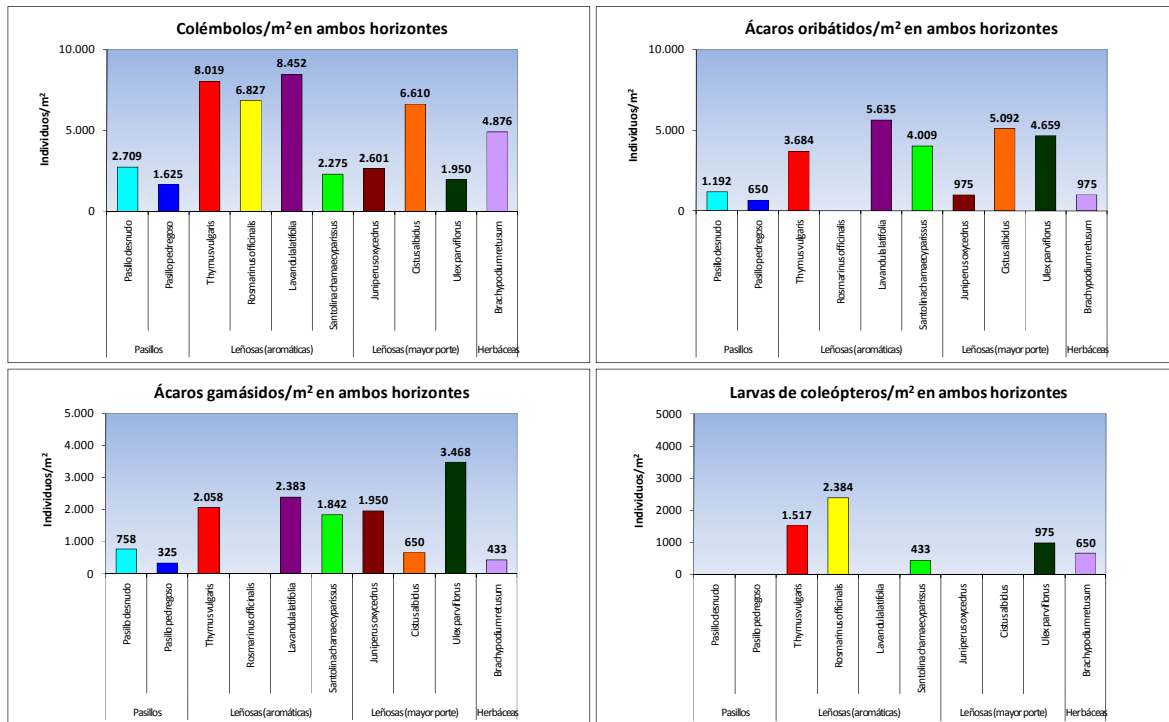 Colémbolos/m² en ambos horizontes
Individuos/m²
10.000
5.000
0
2.709
1.625
8.019
6.827
8.452
2.275
2.601
6.610
1.950
4.876
Pasillo desnudo
Pasillo pedregoso
Thymus vulgaris
Rosmarinus officinalis
Lavandula latifolia
Santolina chamaecyparissus
Juniperus oxycedrus
Cistus albidus
Ulex parviflorus
Brachypodium retusum
Pasillos
Leñosas (aromáticas)
Leñosas (mayor porte)
Herbáceas
Ácaros oribátidos/m² en ambos horizontes
Individuos/m²
10.000
5.000
0
1.192
650
3.684
5.635
4.009
975
5.092
4.659
975
Pasillo desnudo
Pasillo pedregoso
Thymus vulgaris
Rosmarinus officinalis
Lavandula latifolia
Santolina chamaecyparissus
Juniperus oxycedrus
Cistus albidus
Ulex parviflorus
Brachypodium retusum
Pasillos
Leñosas (aromáticas)
Leñosas (mayor porte)
Herbáceas
Ácaros gamásidos/m² en ambos horizontes
Individuos/m²
5.000
4.000
3.000
2.000
1.000
0
758
325
2.058
2.383
1.842
1.950
650
3.468
433
Pasillo desnudo
Pasillo pedregoso
Thymus vulgaris
Rosmarinus officinalis
Lavandula latifolia
Santolina chamaecyparissus
Juniperus oxycedrus
Cistus albidus
Ulex parviflorus
Brachypodium retusum
Pasillos
Leñosas (aromáticas)
Leñosas (mayor porte)
Herbáceas
Larvas de coleópteros/m² en ambos horizontes
Individuos/m²
5000
4000
3000
2000
1000
0
1.517
2.384
433
975
650
Pasillo desnudo
Pasillo pedregoso
Thymus vulgaris
Rosmarinus officinalis
Lavandula latifolia
Santolina chamaecyparissus
Juniperus oxycedrus
Cistus albidus
Ulex parviflorus
Brachypodium retusum
Pasillos
Leñosas (aromáticas)
Leñosas (mayor porte)
Herbáceas